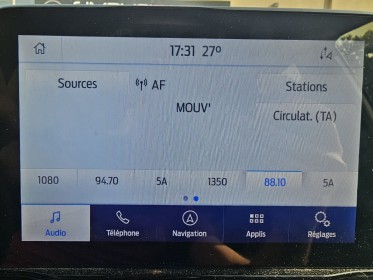 17:31 27°
Sources
AF
Stations
MOUV'
Circulat. (TA)
1080 94.70 5A 1350 88.10 5A
Audio Téléphone Navigation Applis Réglages